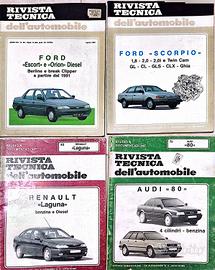 RIVISTA
TECNICA
dell'automobile
FORD
«Escort» e «Orion» Diesel
Berline e break Clipper
a partire dal 1991
RIVISTA
TECNICA
dell'automobile
FORD «SCORPIO»
1,8 - 2,0 - 2,0i e Twin Cam
GL - CL - GLS - CLX - Ghia
RIVISTA
TECNICA
dell'automobile
RENAULT
«Laguna»
benzina e Diesel
«Laguna»
RIVISTA
TECNICA
dell'automobile
AUDI «80»
4 cilindri - benzina
«80»